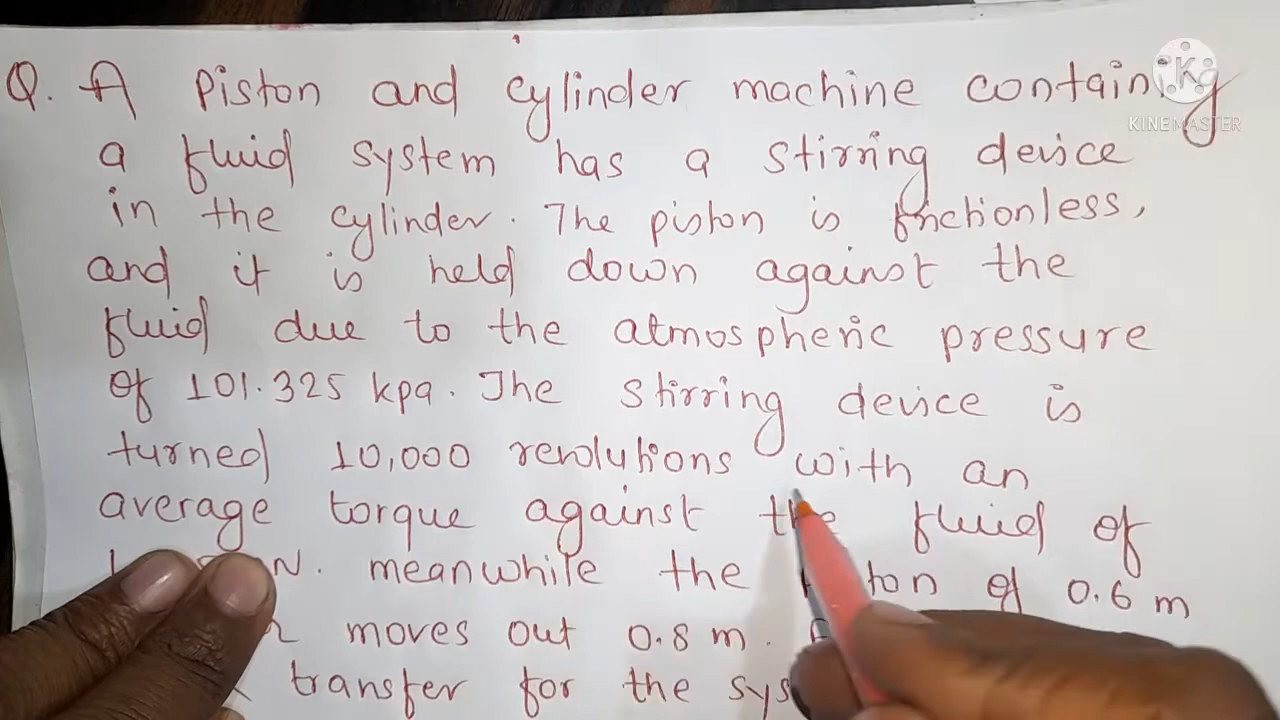 Q. A piston and cylinder machine containg
a fluid system has a stirring device
in the cylinder. The piston is frictionless,
and it is held down against the
fluid due to the atmospheric pressure
of 101.325 kpa. The stirring device is
turned 10,000 revolutions with an
average torque against the fluid of
meanwhile the of 0.6 m
moves out 0.8 m.
transfer for the
KINEMASTER